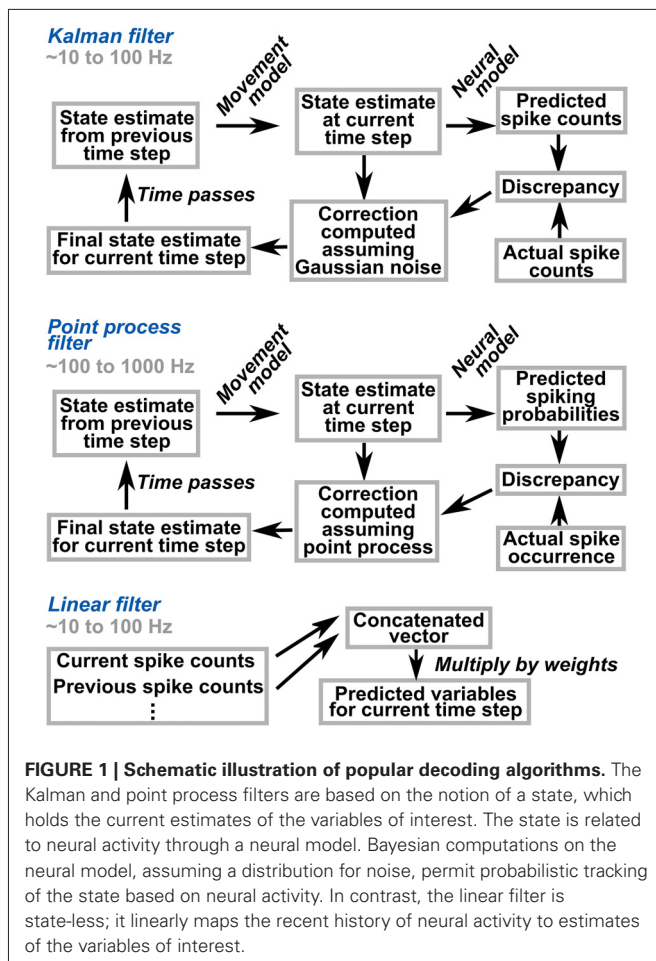 Kalman filter
~10 to 100 Hz
State estimate
from previous
time step
Movement
model
State estimate
at current
time step
Neural
model
Predicted
spike counts
Time passes
Discrepancy
Final state estimate
for current time step
Correction
computed
assuming
Gaussian noise
Actual spike
counts
Point process
filter
~100 to 1000 Hz
State estimate
from previous
time step
Movement
model
State estimate
at current
time step
Neural
model
Predicted
spiking
probabilities
Time passes
Discrepancy
Final state estimate
for current time step
Correction
computed
assuming
point process
Actual spike
occurrence
Linear filter
~10 to 100 Hz
Current spike counts
Previous spike counts
⋮
Concatenated
vector
Multiply by weights
Predicted variables
for current time step
FIGURE 1 | Schematic illustration of popular decoding algorithms. The
Kalman and point process filters are based on the notion of a state, which
holds the current estimates of the variables of interest. The state is related
to neural activity through a neural model. Bayesian computations on the
neural model, assuming a distribution for noise, permit probabilistic tracking
of the state based on neural activity. In contrast, the linear filter is
state-less; it linearly maps the recent history of neural activity to estimates
of the variables of interest.